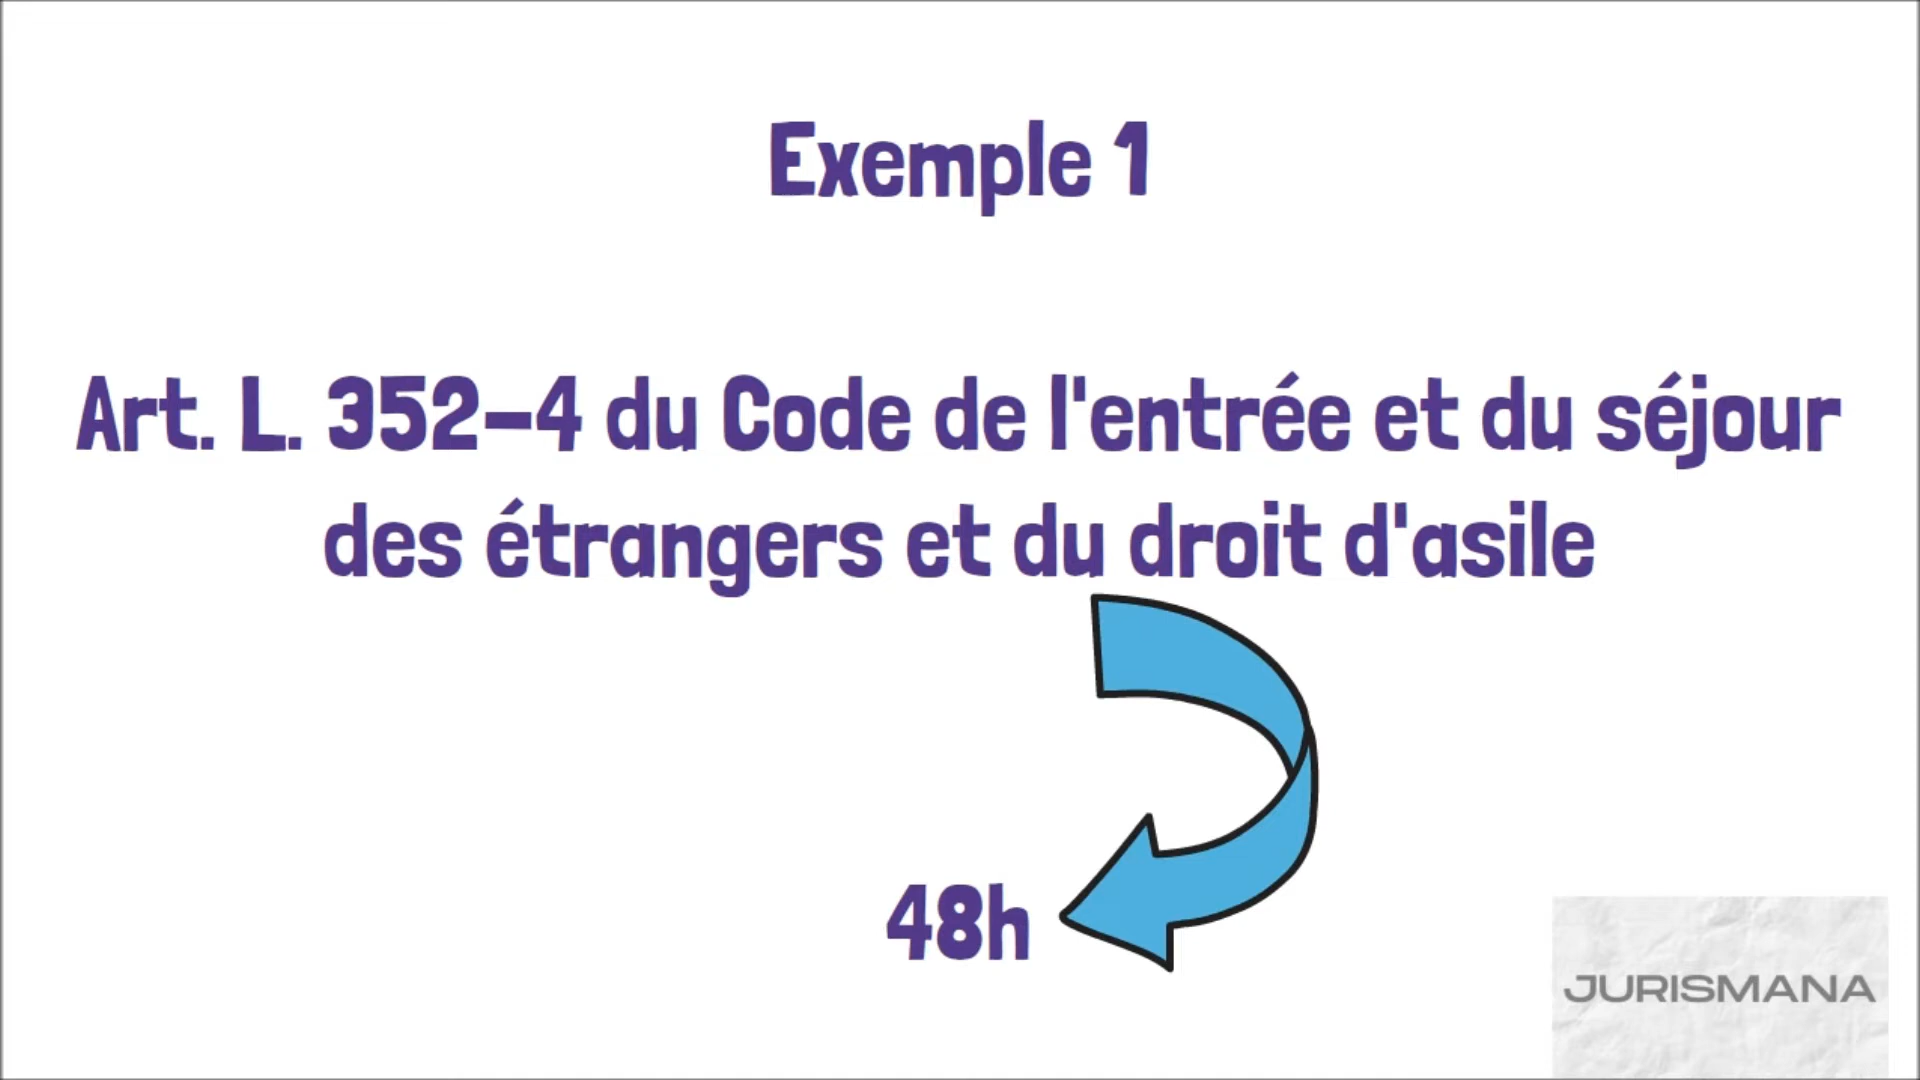 Exemple 1
Art. L. 352-4 du Code de l'entrée et du séjour
des étrangers et du droit d'asile
48h
JURISMANA